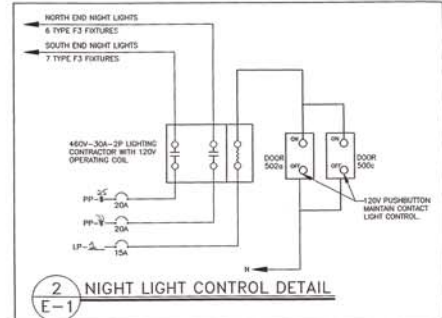 NORTH END NIGHT LIGHTS
6 TYPE F3 FIXTURES
SOUTH END NIGHT LIGHTS
7 TYPE F3 FIXTURES
460V-30A-2P LIGHTING
CONTRACTOR WITH 120V
OPERATING COIL
ON
ON
DOOR
502a
DOOR
500c
OFF
OFF
PP-
20A
PP-
20A
LP-2
15A
120V PUSHBUTTON
MAINTAIN CONTACT
LIGHT CONTROL.
N
2
E-1
NIGHT LIGHT CONTROL DETAIL